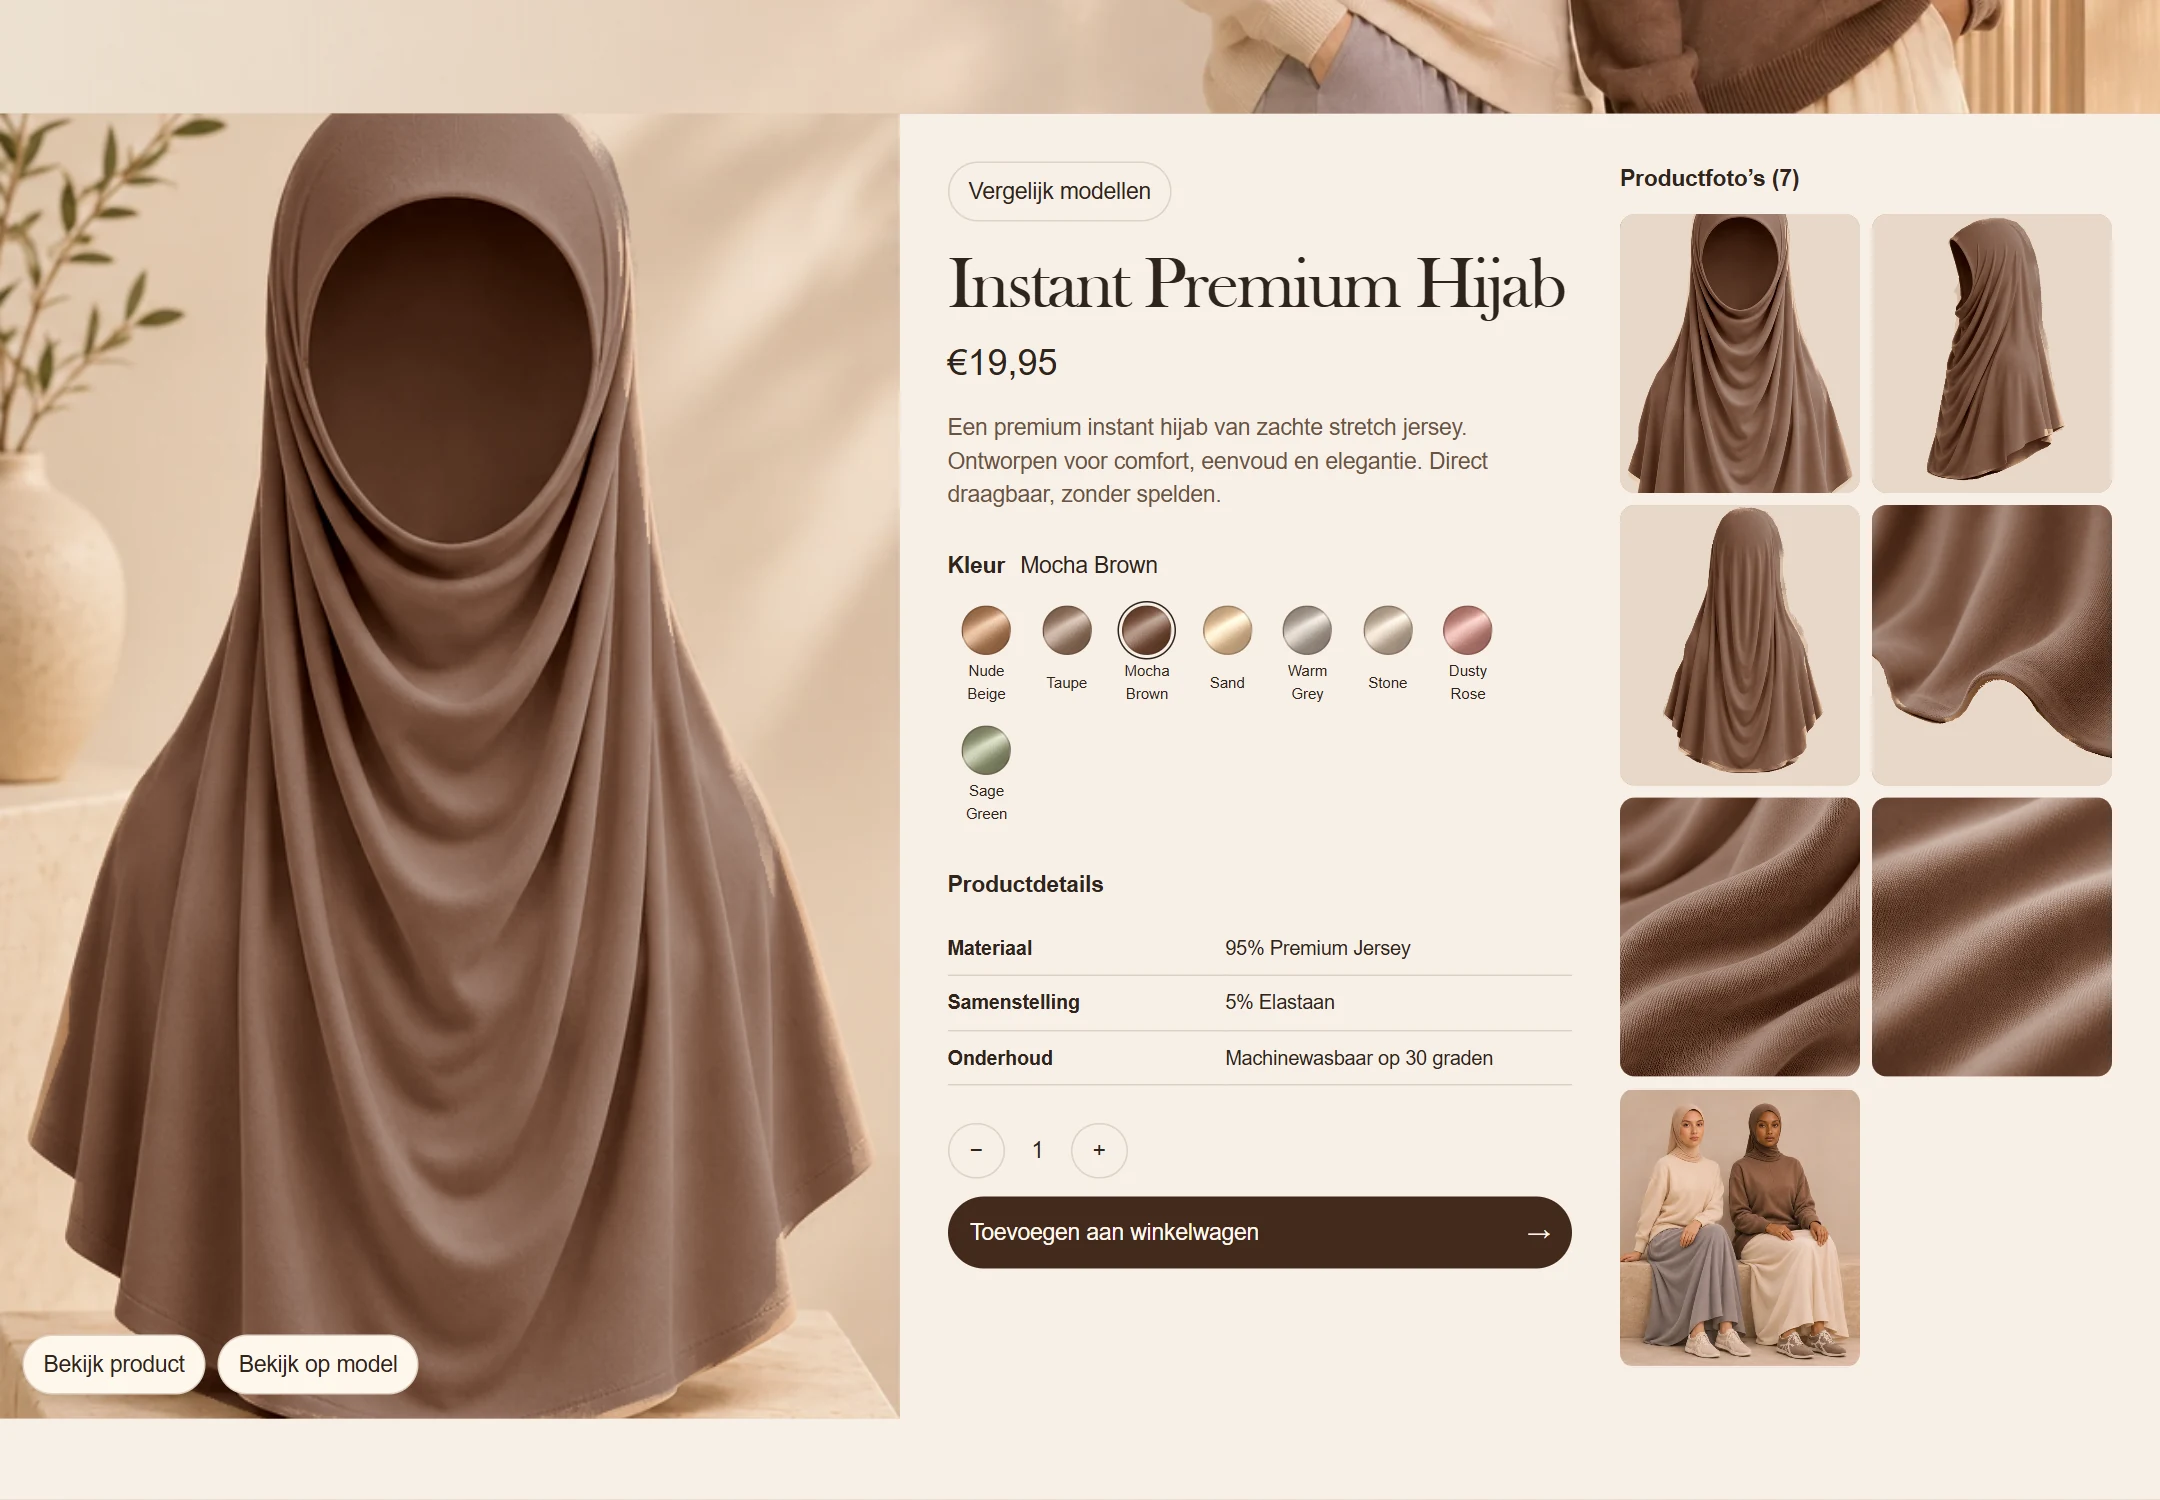 Vergelijk modellen
Instant Premium Hijab
€19,95
Een premium instant hijab van zachte stretch jersey.
Ontworpen voor comfort, eenvoud en elegantie. Direct
draagbaar, zonder spelden.
Kleur Mocha Brown
Nude
Beige
Taupe
Mocha
Brown
Sand
Warm
Grey
Stone
Dusty
Rose
Sage
Green
Productdetails
Materiaal 95% Premium Jersey
Samenstelling 5% Elastaan
Onderhoud Machinewasbaar op 30 graden
− 1 +
Toevoegen aan winkelwagen →
Productfoto’s (7)
Bekijk product
Bekijk op model